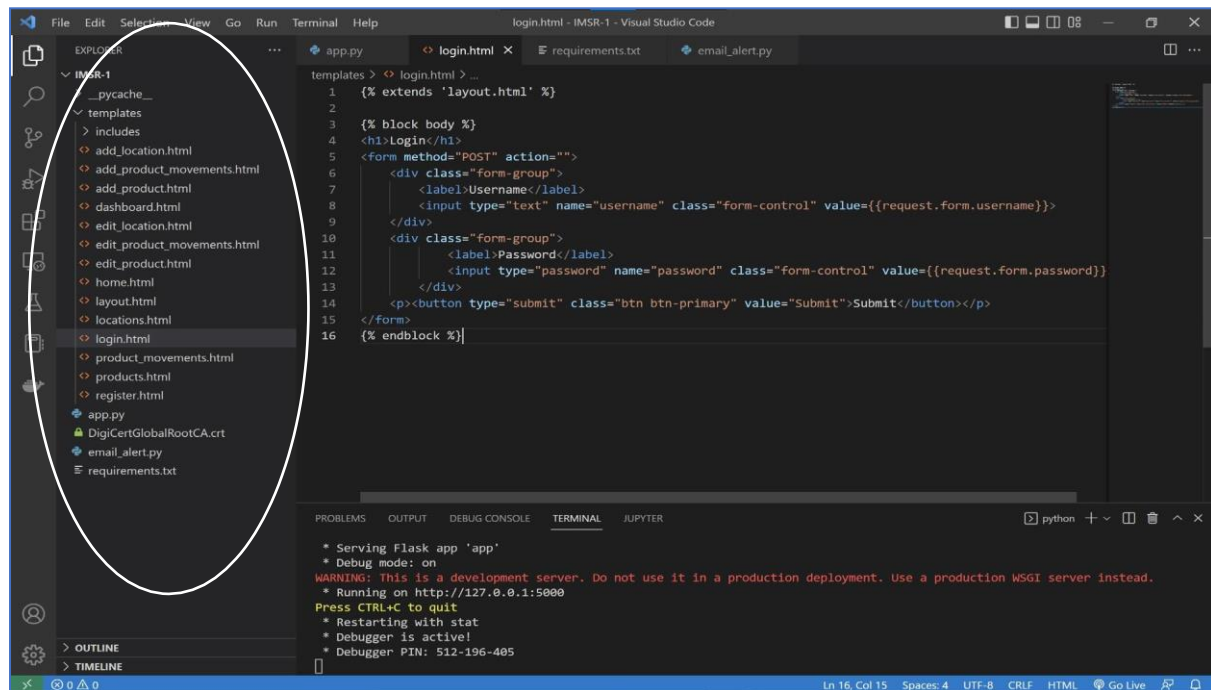 File Edit Selection View Go Run Terminal Help login.html - IMSR-1 - Visual Studio Code
EXPLORER ···
app.py login.html requirements.txt email_alert.py
IMSR-1
__pycache__
templates
includes
add_location.html
add_product_movements.html
add_product.html
dashboard.html
edit_location.html
edit_product_movements.html
edit_product.html
home.html
layout.html
locations.html
login.html
product_movements.html
products.html
register.html
app.py
DigiCertGlobalRootCA.crt
email_alert.py
requirements.txt
OUTLINE
TIMELINE
templates > login.html > ...
1 {% extends 'layout.html' %}
2
3 {% block body %}
4 <h1>Login</h1>
5 <form method="POST" action="">
6 <div class="form-group">
7 <label>Username</label>
8 <input type="text" name="username" class="form-control" value={{request.form.username}}>
9 </div>
10 <div class="form-group">
11 <label>Password</label>
12 <input type="password" name="password" class="form-control" value={{request.form.password}}
13 </div>
14 <p><button type="submit" class="btn btn-primary" value="Submit">Submit</button></p>
15 </form>
16 {% endblock %}
PROBLEMS OUTPUT DEBUG CONSOLE TERMINAL JUPYTER python
* Serving Flask app 'app'
* Debug mode: on
WARNING: This is a development server. Do not use it in a production deployment. Use a production WSGI server instead.
* Running on http://127.0.0.1:5000
Press CTRL+C to quit
* Restarting with stat
* Debugger is active!
* Debugger PIN: 512-196-405
0 0 Ln 16, Col 15 Spaces: 4 UTF-8 CRLF HTML Go Live